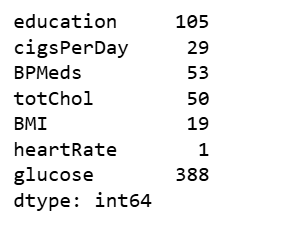 education 105
cigsPerDay 29
BPMeds 53
totChol 50
BMI 19
heartRate 1
glucose 388
dtype: int64